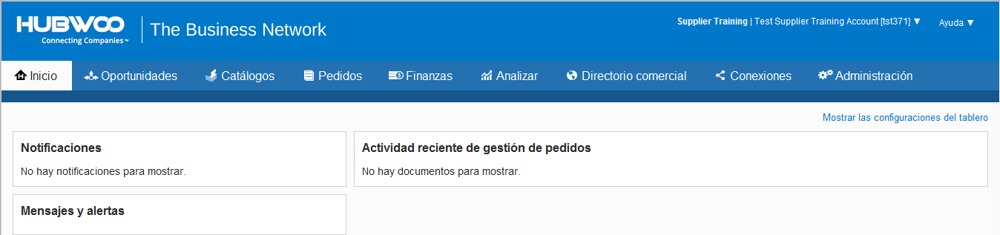 HUBWOO
Connecting Companies™
The Business Network
Supplier Training | Test Supplier Training Account [tst371] ▼
Ayuda ▼
Inicio Oportunidades Catálogos Pedidos Finanzas Analizar Directorio comercial Conexiones Administración
Mostrar las configuraciones del tablero
Notificaciones
No hay notificaciones para mostrar.
Actividad reciente de gestión de pedidos
No hay documentos para mostrar.
Mensajes y alertas